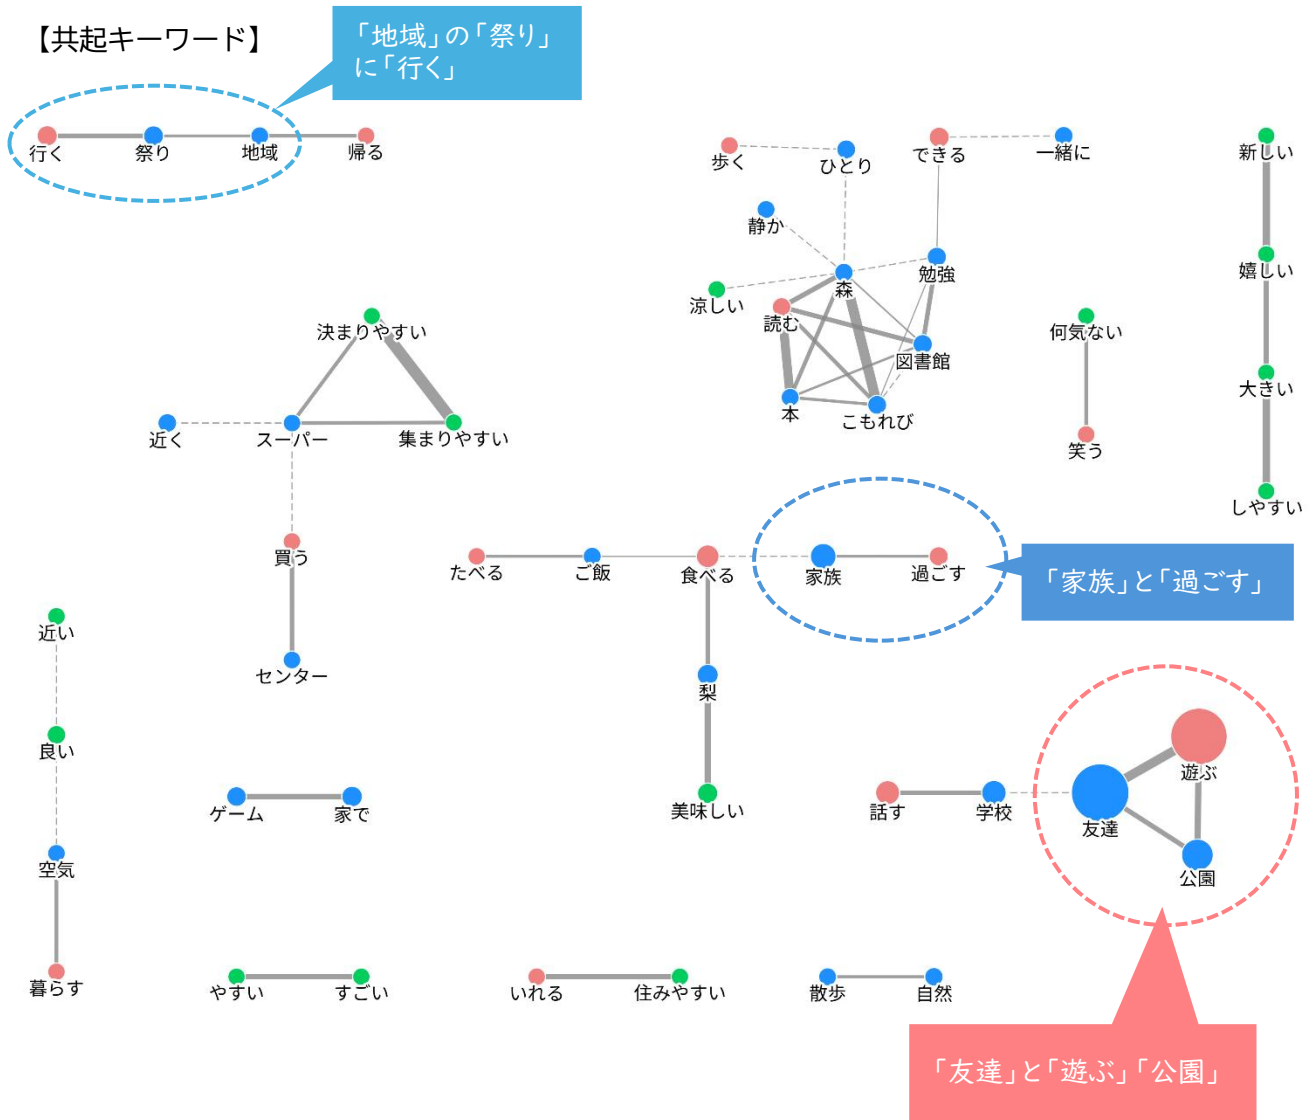 【共起キーワード】
「地域」の「祭り」
に「行く」
行く
祭り
地域
帰る
歩く
ひとり
できる
一緒に
新しい
静か
嬉しい
勉強
森
涼しい
読む
決まりやすい
何気ない
図書館
大きい
本
こもれび
近く
スーパー
集まりやすい
笑う
しやすい
買う
たべる
ご飯
食べる
家族
過ごす
「家族」と「過ごす」
近い
センター
梨
良い
遊ぶ
ゲーム
家で
美味しい
話す
学校
友達
空気
公園
暮らす
やすい
すごい
いれる
住みやすい
散歩
自然
「友達」と「遊ぶ」「公園」